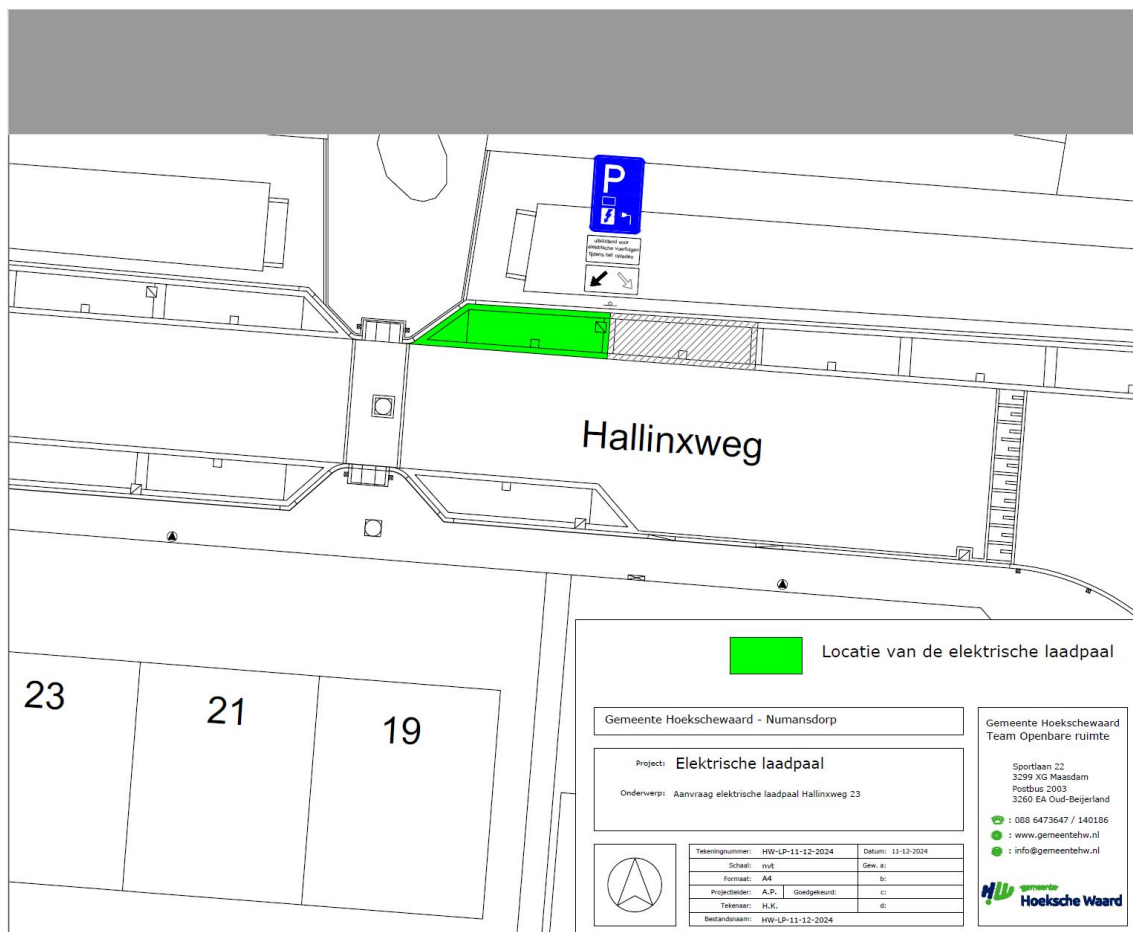 P
uitsluitend voor
elektrische voertuigen
tijdens het opladen
Hallinxweg
23
21
19
Locatie van de elektrische laadpaal
Gemeente Hoekschewaard - Numansdorp
Project: Elektrische laadpaal
Onderwerp: Aanvraag elektrische laadpaal Hallinxweg 23
Tekeningnummer: HW-LP-11-12-2024 Datum: 11-12-2024
Schaal: nvt Gew. a:
Formaat: A4 b:
Projectleider: A.P. Goedgekeurd: c:
Tekenaar: H.K. d:
Bestandsnaam: HW-LP-11-12-2024
Gemeente Hoekschewaard
Team Openbare ruimte
Sportlaan 22
3299 XG Maasdam
Postbus 2003
3260 EA Oud-Beijerland
: 088 6473647 / 140186
: www.gemeentehw.nl
: info@gemeentehw.nl
gemeente
Hoeksche Waard